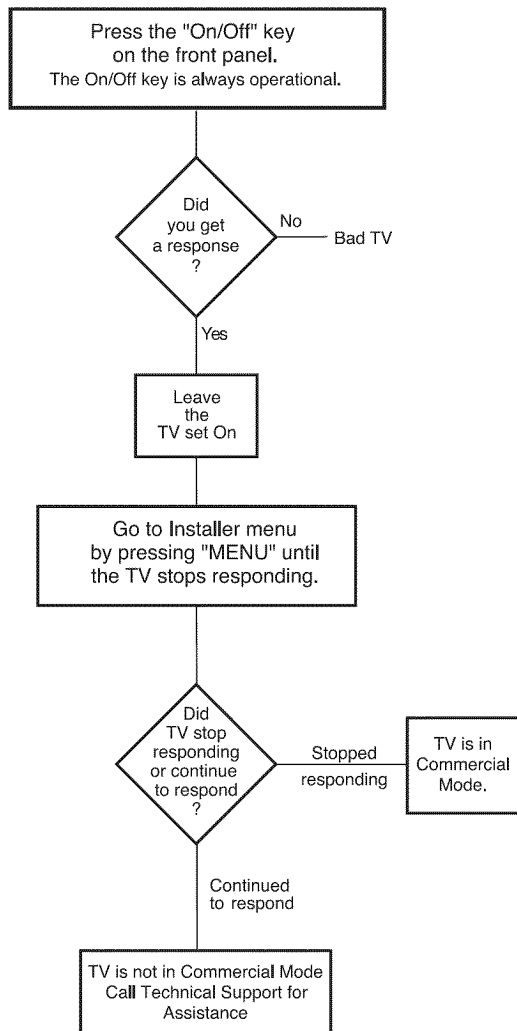 Press the "On/Off" key
on the front panel.
The On/Off key is always operational.
Did
you get
a response
?
No
Bad TV
Yes
Leave
the
TV set On
Go to Installer menu
by pressing "MENU" until
the TV stops responding.
Did
TV stop
responding
or continue
to respond
?
Stopped
responding
TV is in
Commercial
Mode.
Continued
to respond
TV is not in Commercial Mode
Call Technical Support for
Assistance